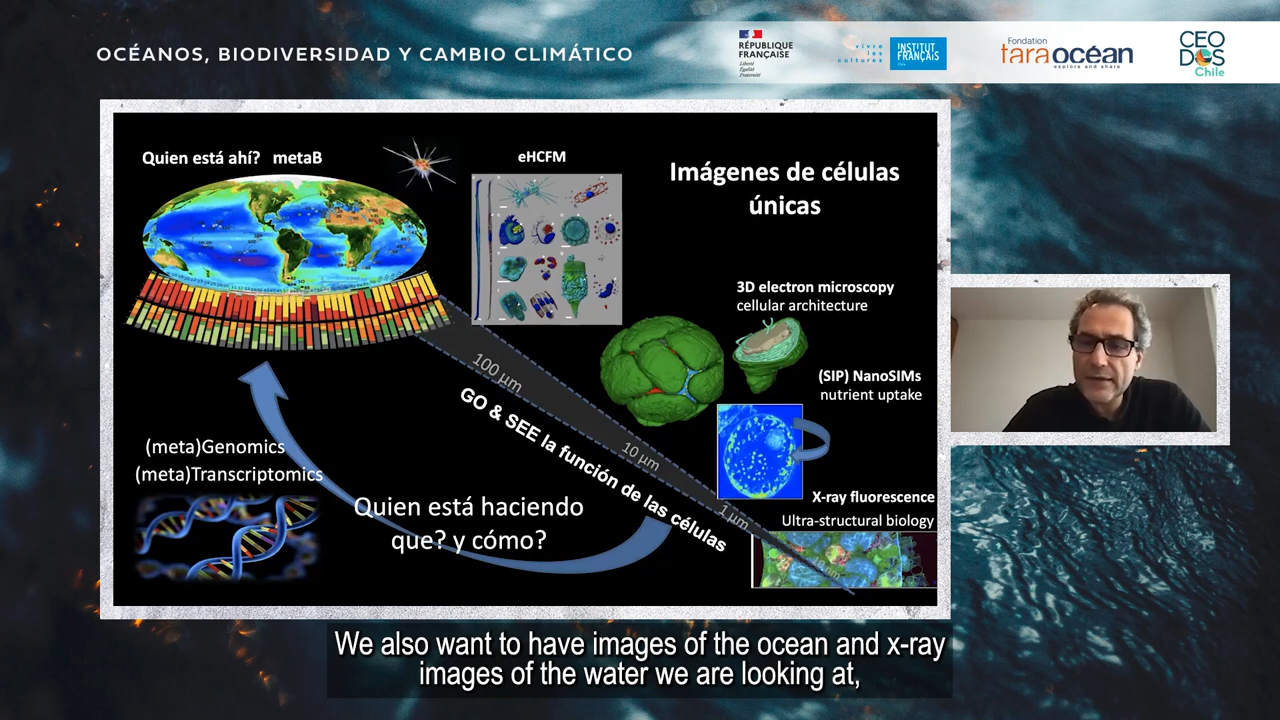 OCÉANOS, BIODIVERSIDAD Y CAMBIO CLIMÁTICO
RÉPUBLIQUE
FRANÇAISE
Liberté
Égalité
Fraternité
vivre
les
cultures
INSTITUT
FRANÇAIS
Chile
Fondation
taraocéan
explore and share
CEO
DOS
Chile
Quien está ahí? metaB
eHCFM
Imágenes de células
únicas
3D electron microscopy
cellular architecture
(SIP) NanoSIMs
nutrient uptake
100 µm
10 µm
1 µm
GO & SEE la función de las células
(meta)Genomics
(meta)Transcriptomics
Quien está haciendo
que? y cómo?
X-ray fluorescence
Ultra-structural biology
We also want to have images of the ocean and x-ray
images of the water we are looking at,